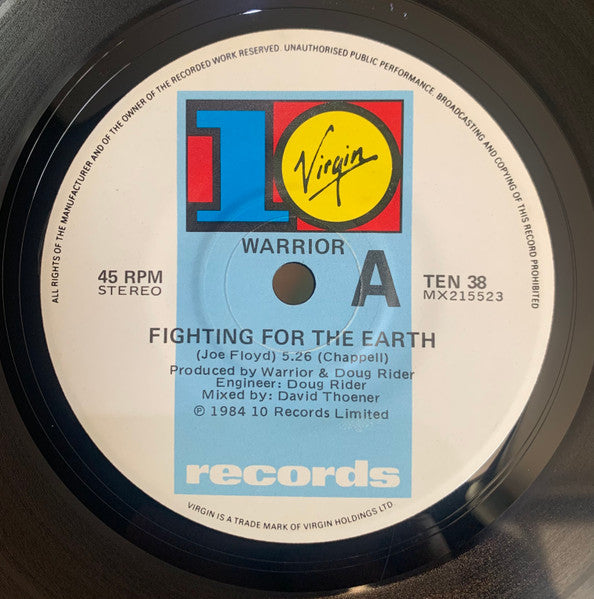 ALL RIGHTS OF THE MANUFACTURER AND OF THE OWNER OF THE RECORDED WORK RESERVED. UNAUTHORISED PUBLIC PERFORMANCE, BROADCASTING AND COPYING OF THIS RECORD PROHIBITED
10
Virgin
WARRIOR
A
45 RPM
STEREO
TEN 38
MX215523
FIGHTING FOR THE EARTH
(Joe Floyd) 5.26 (Chappell)
Produced by Warrior & Doug Rider
Engineer: Doug Rider
Mixed by: David Thoener
℗ 1984 10 Records Limited
records
VIRGIN IS A TRADE MARK OF VIRGIN HOLDINGS LTD